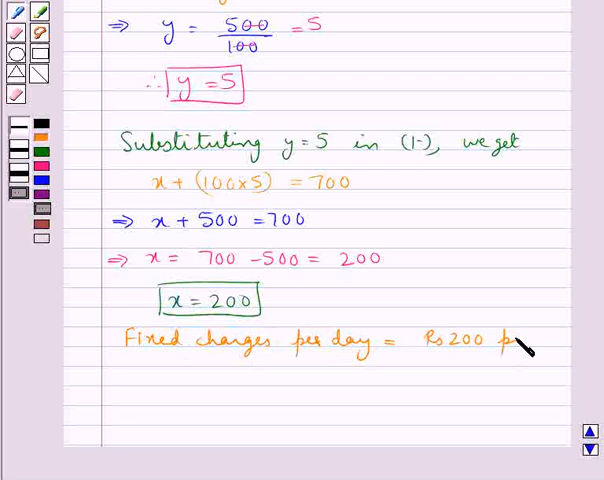 ⇒ y = 500/100 = 5
∴ y = 5
Substituting y = 5 in (1), we get
x + (100 × 5) = 700
⇒ x + 500 = 700
⇒ x = 700 - 500 = 200
x = 200
Fixed charges per day = Rs 200 p